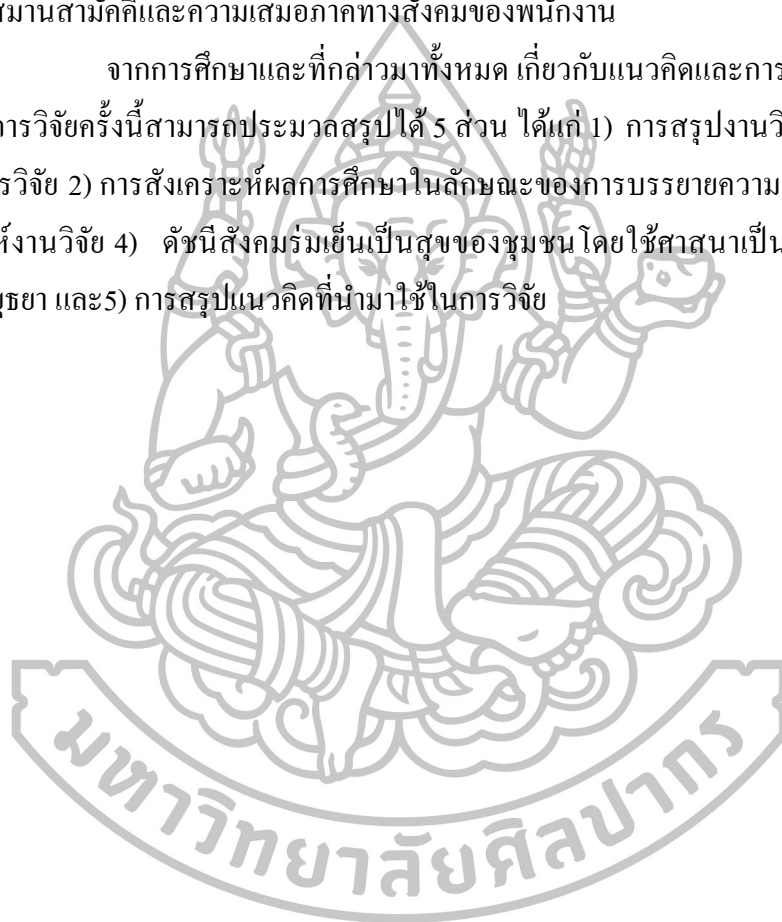 สมานสามัคคีและความเสมอภาคทางสังคมของพนักงาน
จากการศึกษาและที่กล่าวมาทั้งหมด เกี่ยวกับแนวคิดและการ
การวิจัยครั้งนี้สามารถประมวลสรุปได้ 5 ส่วน ได้แก่ 1) การสรุปงานวิ
รวิจัย 2) การสังเคราะห์ผลการศึกษาในลักษณะของการบรรยายความ
ห์งานวิจัย 4) ดัชนีสังคมร่มเย็นเป็นสุขของชุมชนโดยใช้ศาสนาเป็น
ยุธยา และ5) การสรุปแนวคิดที่นำมาใช้ในการวิจัย
มหาวิทยาลัยศิลปากร